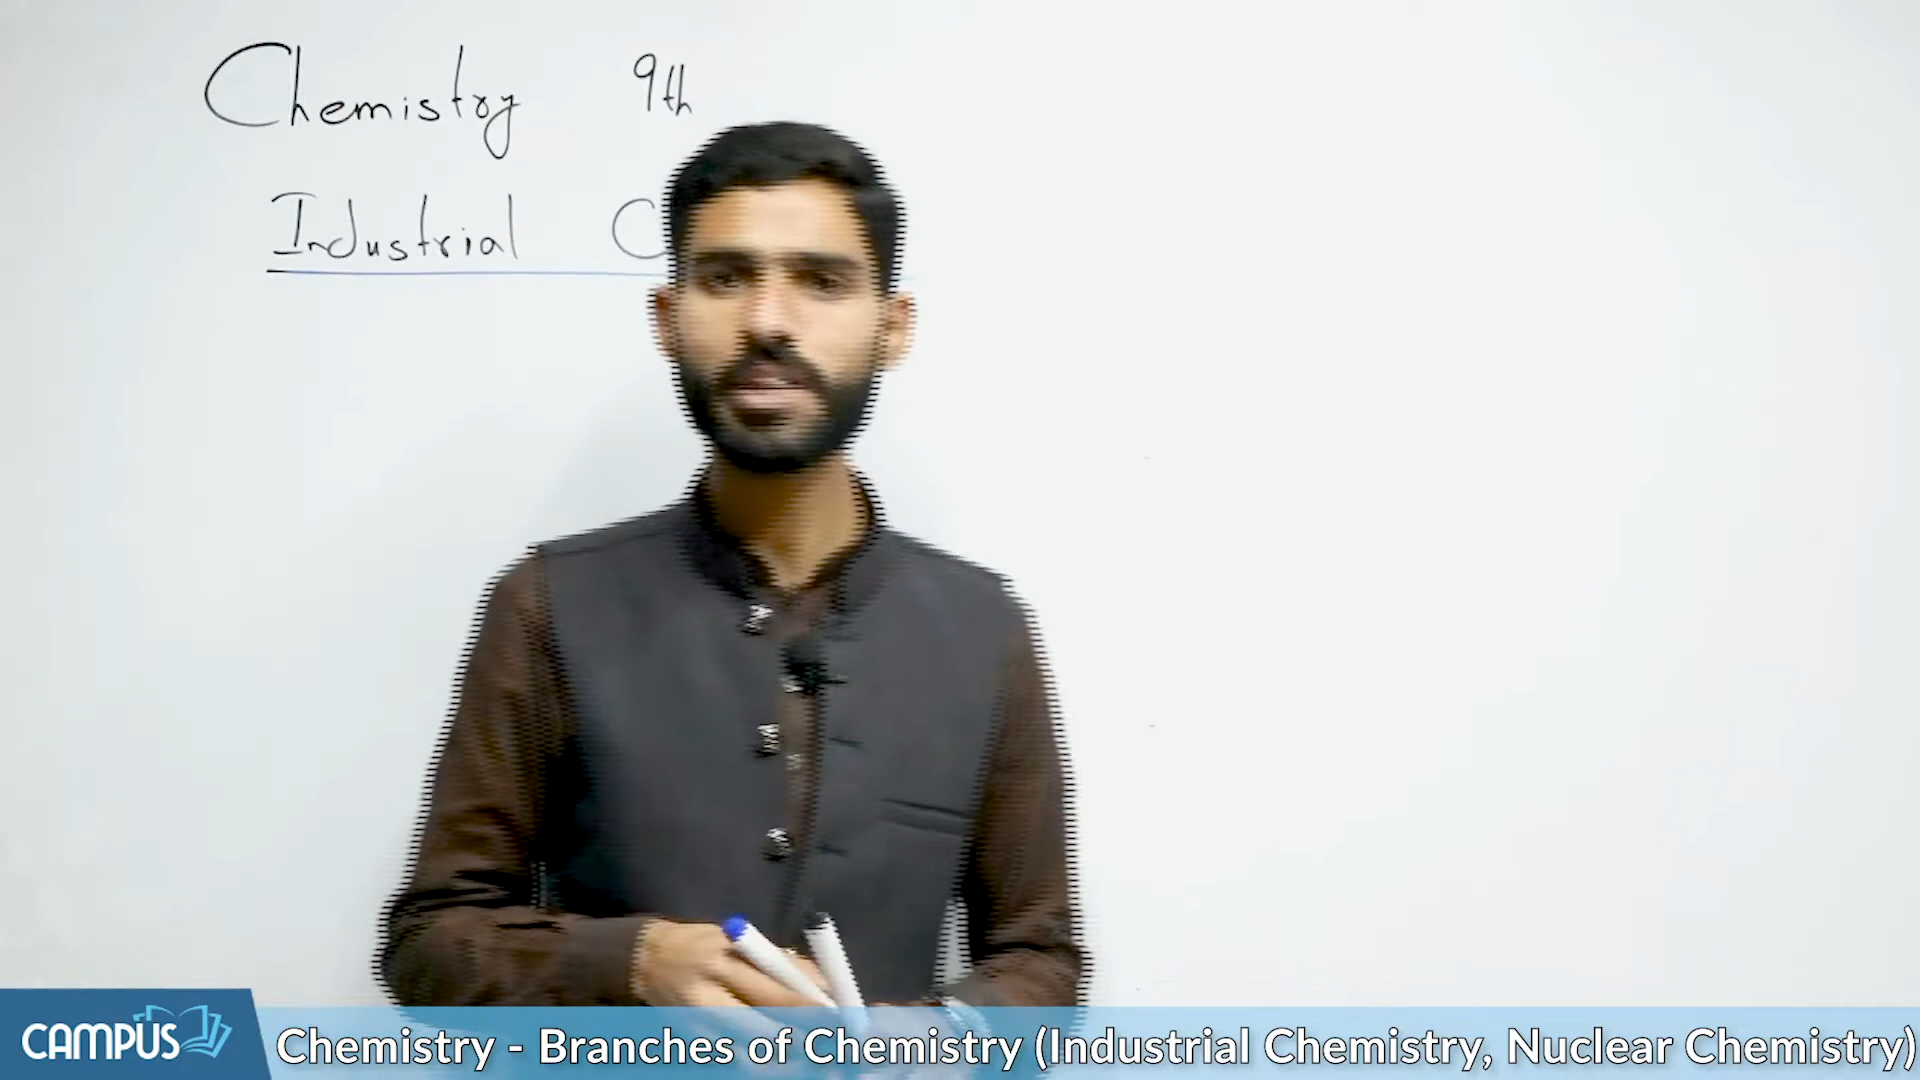 Chemistry 9th
Industrial C
CAMPUS
Chemistry - Branches of Chemistry (Industrial Chemistry, Nuclear Chemistry)